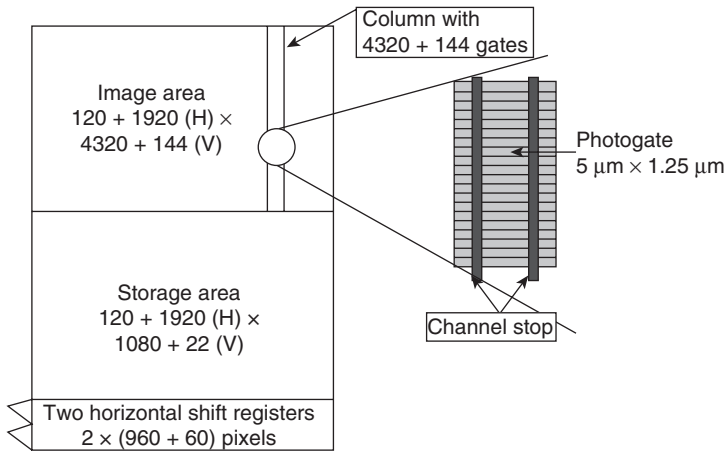 Column with
4320 + 144 gates
Image area
120 + 1920 (H) ×
4320 + 144 (V)
Photogate
5 μm × 1.25 μm
Storage area
120 + 1920 (H) ×
1080 + 22 (V)
Channel stop
Two horizontal shift registers
2 × (960 + 60) pixels